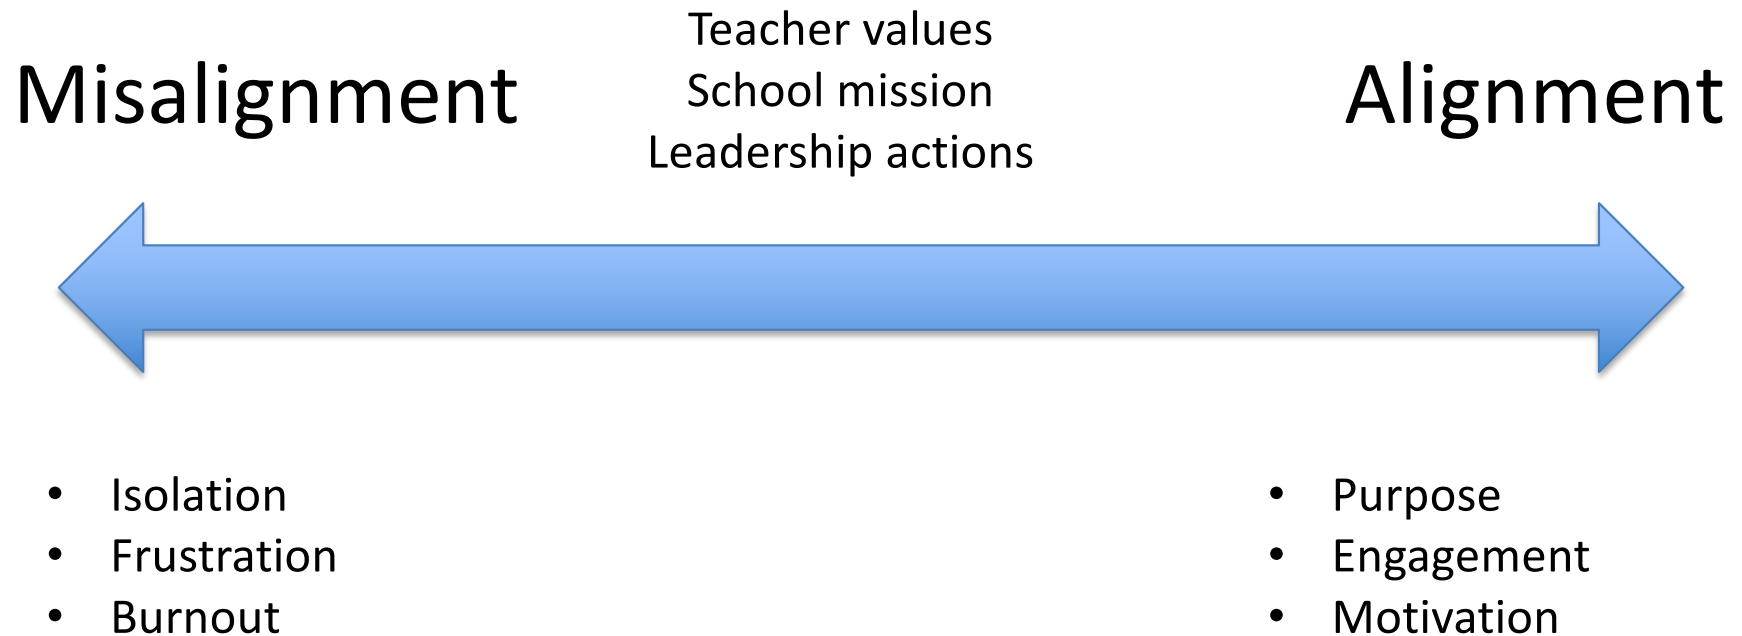 Misalignment
Teacher values
School mission
Leadership actions
Alignment
• Isolation
• Frustration
• Burnout
• Purpose
• Engagement
• Motivation